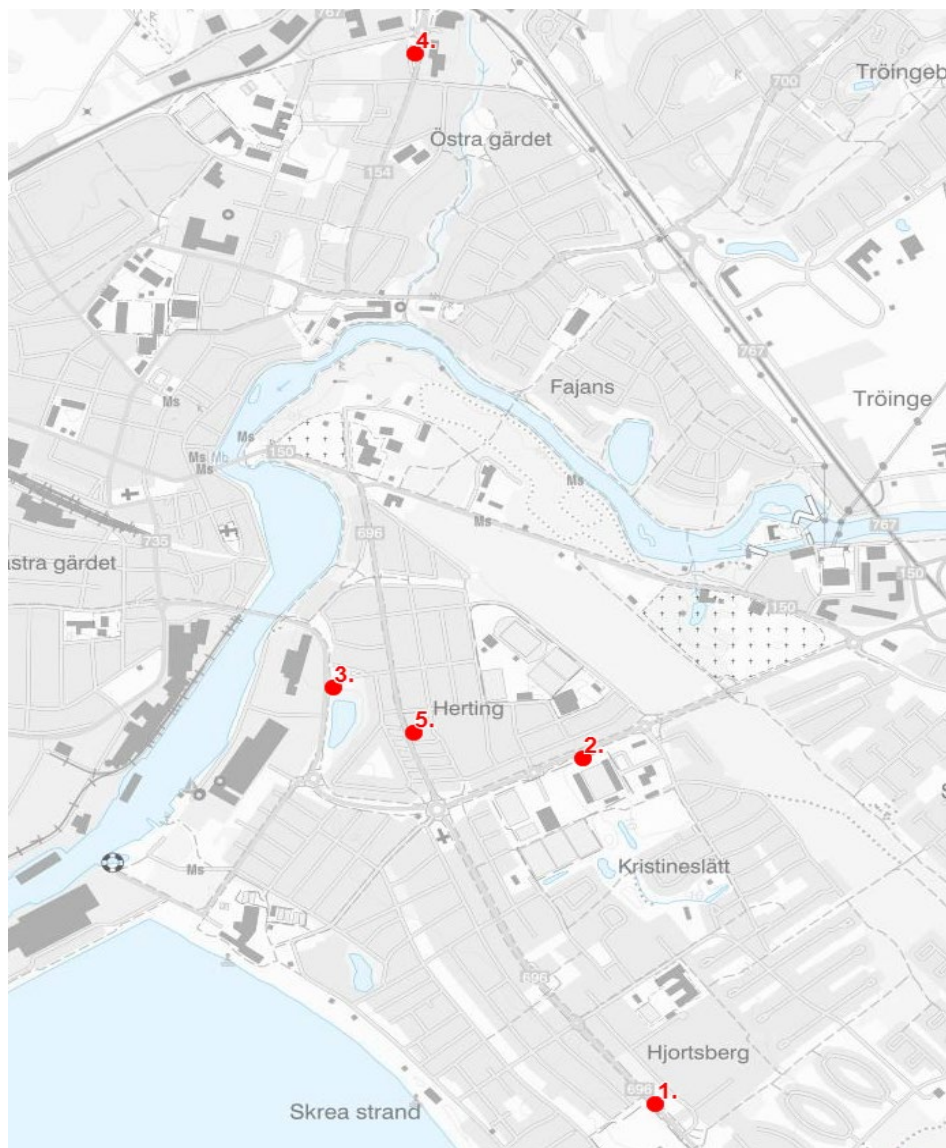 767
4.
700
Tröingeb
Östra gärdet
154
767
Fajans
Tröinge
Ms
Ms
Ms
Mb
Ms
150
Ms
Ms
696
767
735
150
astra gärdet
150
3.
Herting
5.
2.
S
Kristineslätt
Ms
696
Hjortsberg
696
1.
Skrea strand